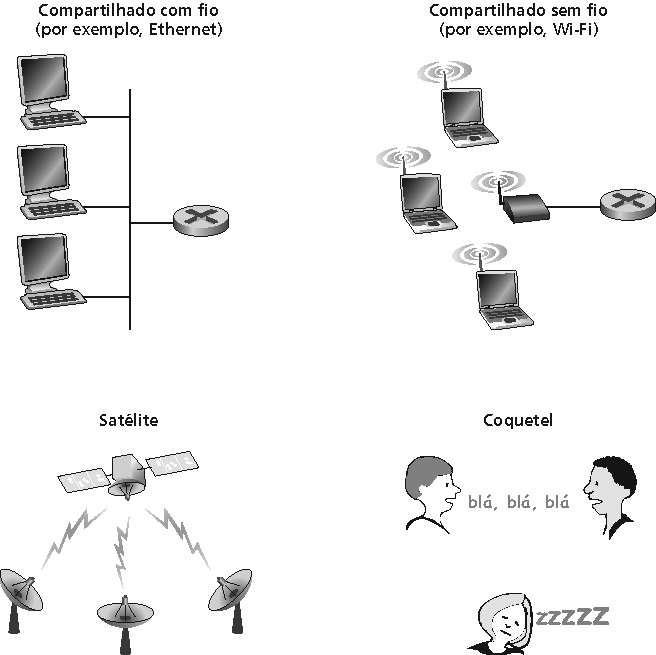 Compartilhado com fio
(por exemplo, Ethernet)
Compartilhado sem fio
(por exemplo, Wi-Fi)
Satélite
Coquetel
blá, blá, blá
zzzzz